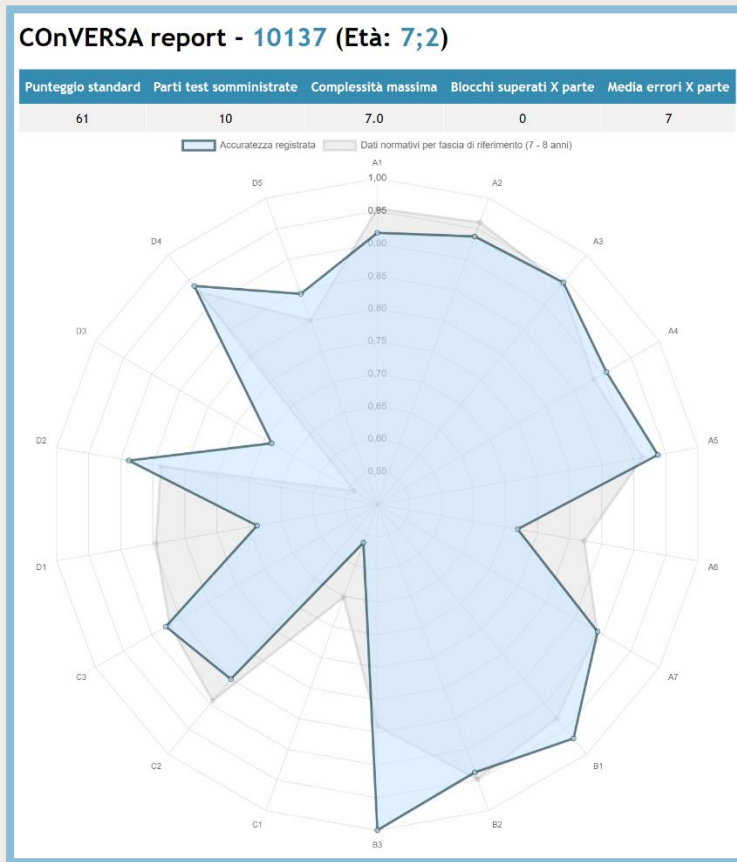 COnVERSA report - 10137 (Età: 7;2)
Punteggio standard Parti test somministrate Complessità massima Blocchi superati X parte Media errori X parte
61 10 7.0 0 7
Accuratezza registrata Dati normativi per fascia di riferimento (7 - 8 anni)
A1
1,00
D5 A2
0,95
D4 0,90 A3
0,85
D3 0,80 A4
0,75
0,70
D2 0,65 A5
0,60
0,55
D1 A6
C3 A7
C2 B1
C1 B2
B3